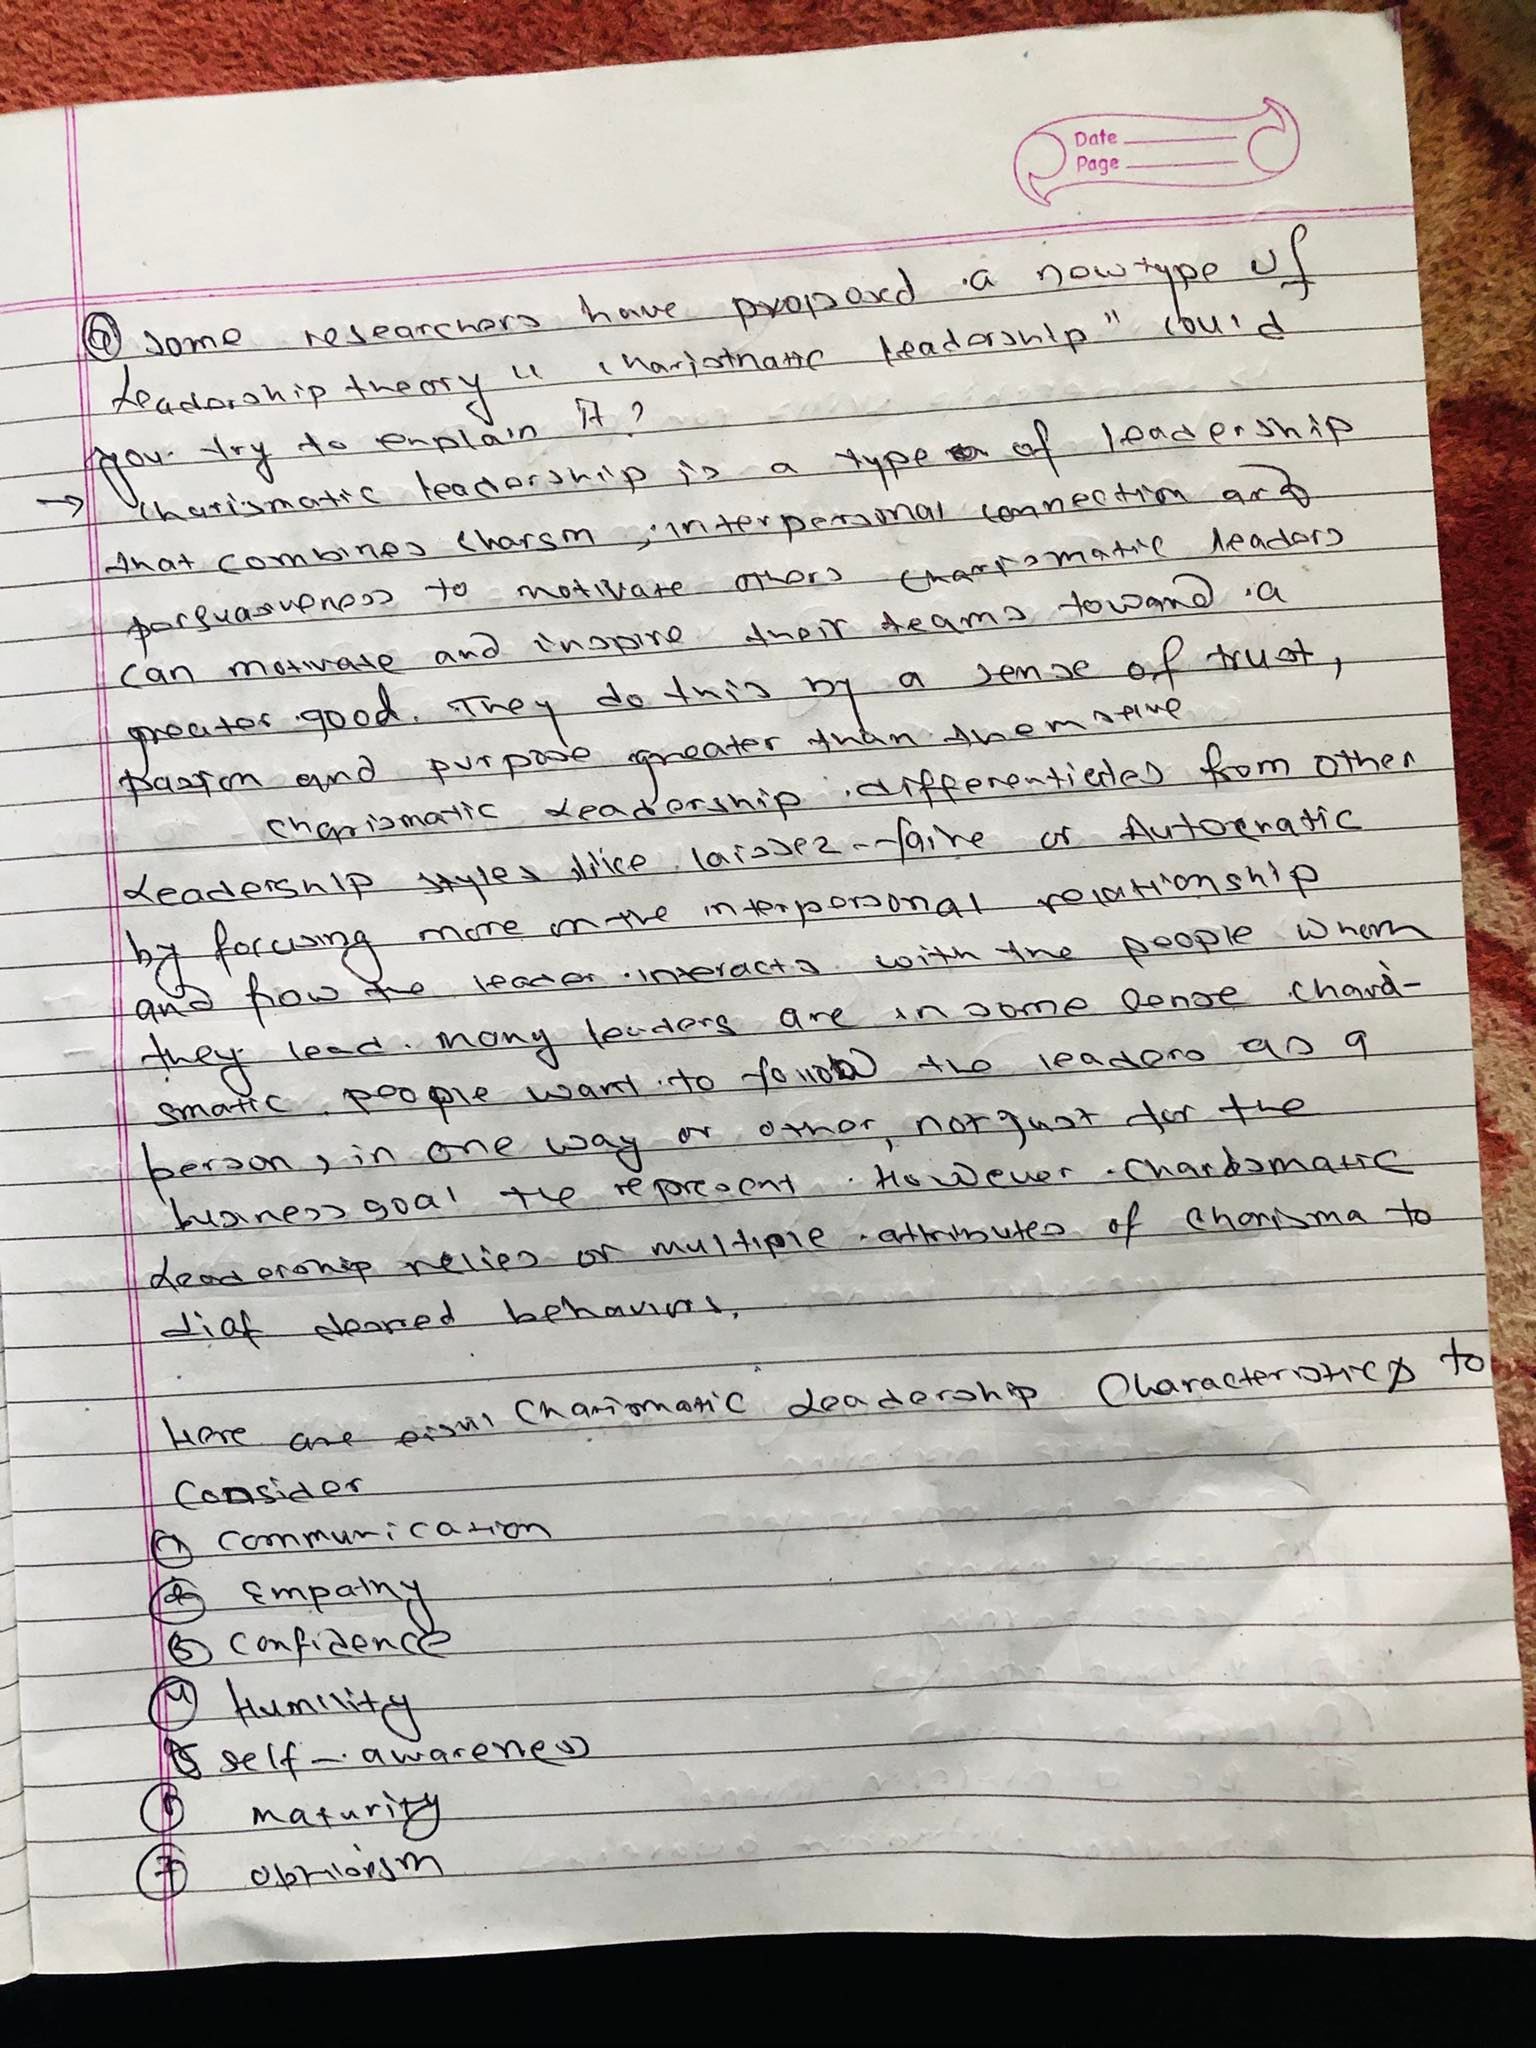 Date
Page
Q some researchers have proposed a new type of
Leadership theory "charismatic leadership" could
you try to explain it?
→ charismatic leadership is a type of leadership
that combines charsm, interpersonal connection and
persuasiveness to motivate others charismatic leaders
can motivate and inspire their teams toward a
greater good. They do this by a sense of trust,
passion and purpose greater than themselve
charismatic Leadership differentiates from other
Leadership styles like laissez-faire or Autocratic
by focusing more on the interpersonal relationship
and how the leader interacts with the people whom
they lead. many leaders are in some sense chari-
smatic. people want to follow the leaders as a
person, in one way or other, not just for the
business goal the represent. However charismatic
Leadership relies on multiple attributes of charisma to
desired behaviors.
Here are charismatic Leadership characteristics to
Consider
1 communication
2 Empathy
3 confidence
4 Humility
5 self-awareness
6 maturity
7 optimism